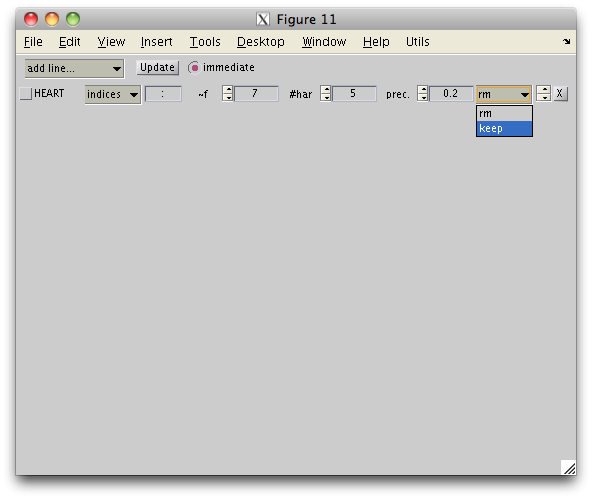 X Figure 11
File Edit View Insert Tools Desktop Window Help Utils
add line... Update immediate
HEART indices : ~f 7 #har 5 prec. 0.2 rm X
rm
keep